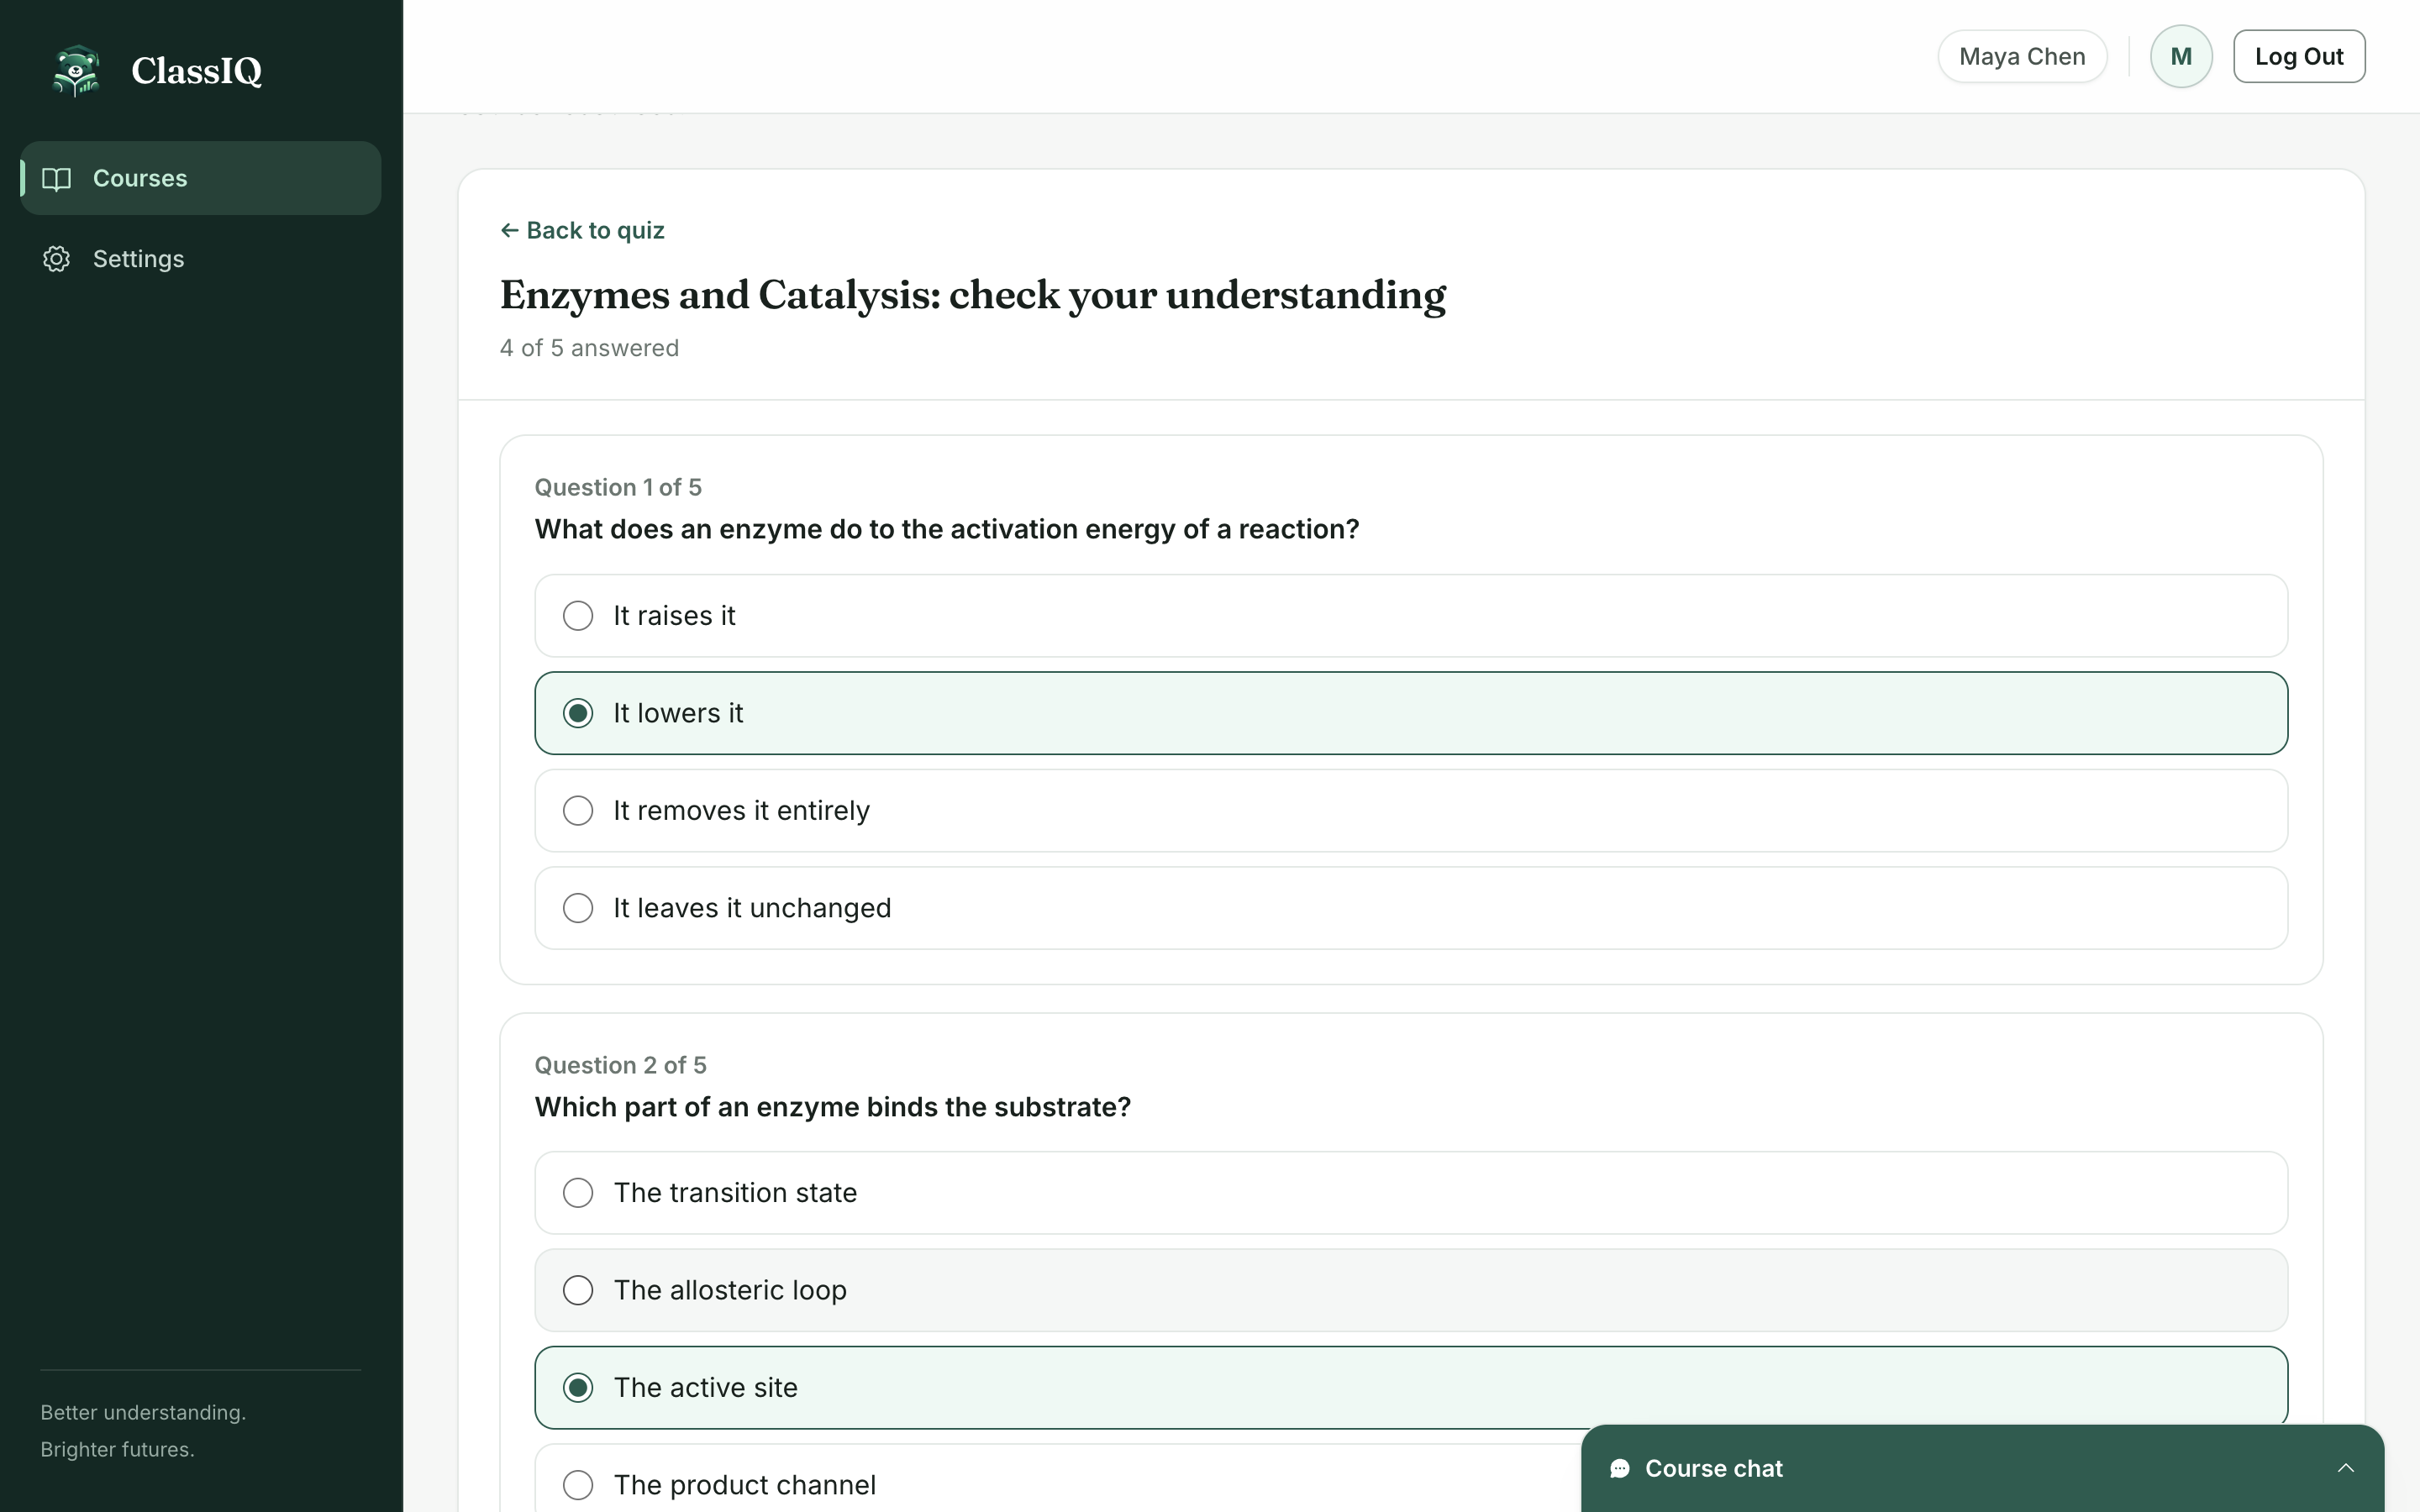 ClassIQ
Courses
Settings
Better understanding.
Brighter futures.
Maya Chen
M
Log Out
← Back to quiz
Enzymes and Catalysis: check your understanding
4 of 5 answered
Question 1 of 5
What does an enzyme do to the activation energy of a reaction?
It raises it
It lowers it
It removes it entirely
It leaves it unchanged
Question 2 of 5
Which part of an enzyme binds the substrate?
The transition state
The allosteric loop
The active site
The product channel
Course chat